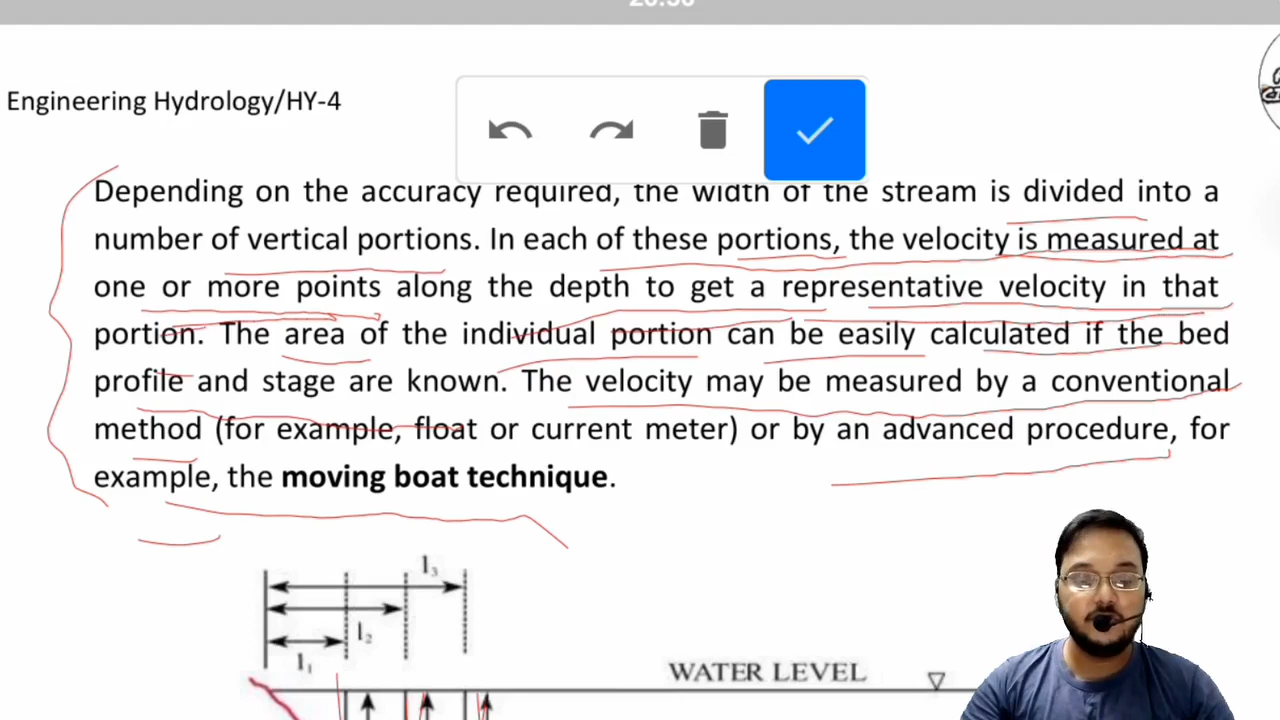 20:50
Engineering Hydrology/HY-4
Depending on the accuracy required, the width of the stream is divided into a
number of vertical portions. In each of these portions, the velocity is measured at
one or more points along the depth to get a representative velocity in that
portion. The area of the individual portion can be easily calculated if the bed
profile and stage are known. The velocity may be measured by a conventional
method (for example, float or current meter) or by an advanced procedure, for
example, the moving boat technique.
l₃
l₂
l₁
WATER LEVEL